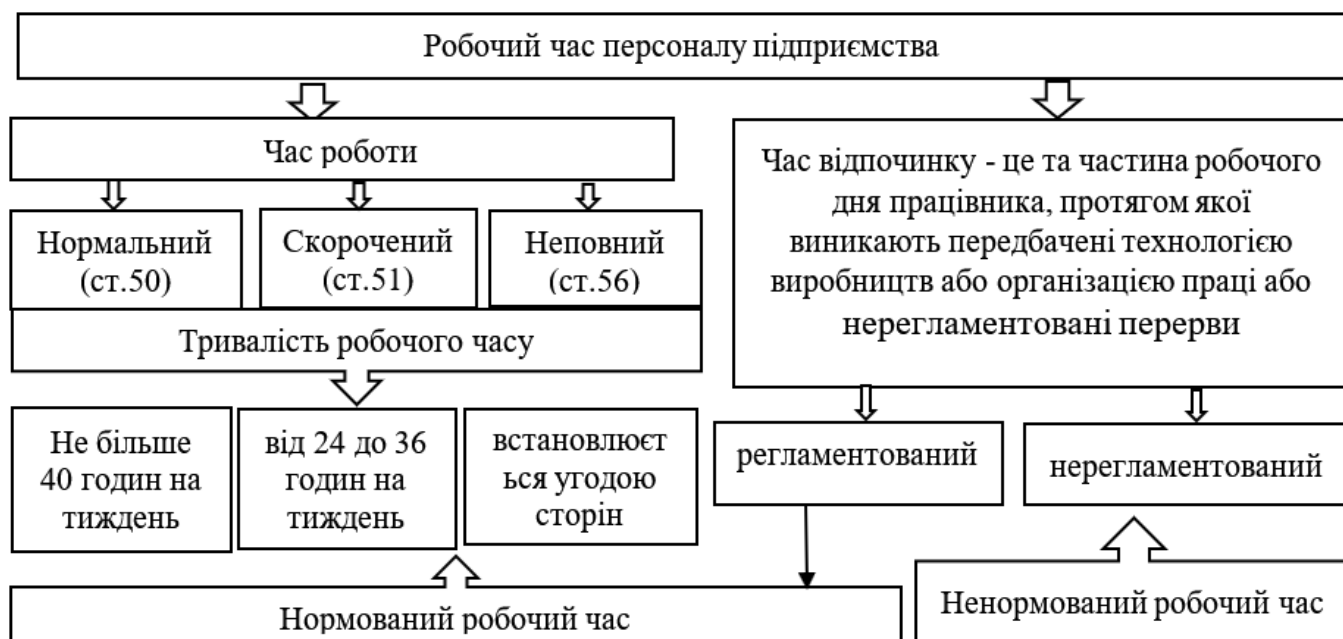 Робочий час персоналу підприємства
Час роботи
Час відпочинку - це та частина робочого
дня працівника, протягом якої
виникають передбачені технологією
виробництв або організацією праці або
нерегламентовані перерви
Нормальний
(ст.50)
Скорочений
(ст.51)
Неповний
(ст.56)
Тривалість робочого часу
Не більше
40 годин на
тиждень
від 24 до 36
годин на
тиждень
встановлюєт
ься угодою
сторін
регламентований
нерегламентований
Нормований робочий час
Ненормований робочий час